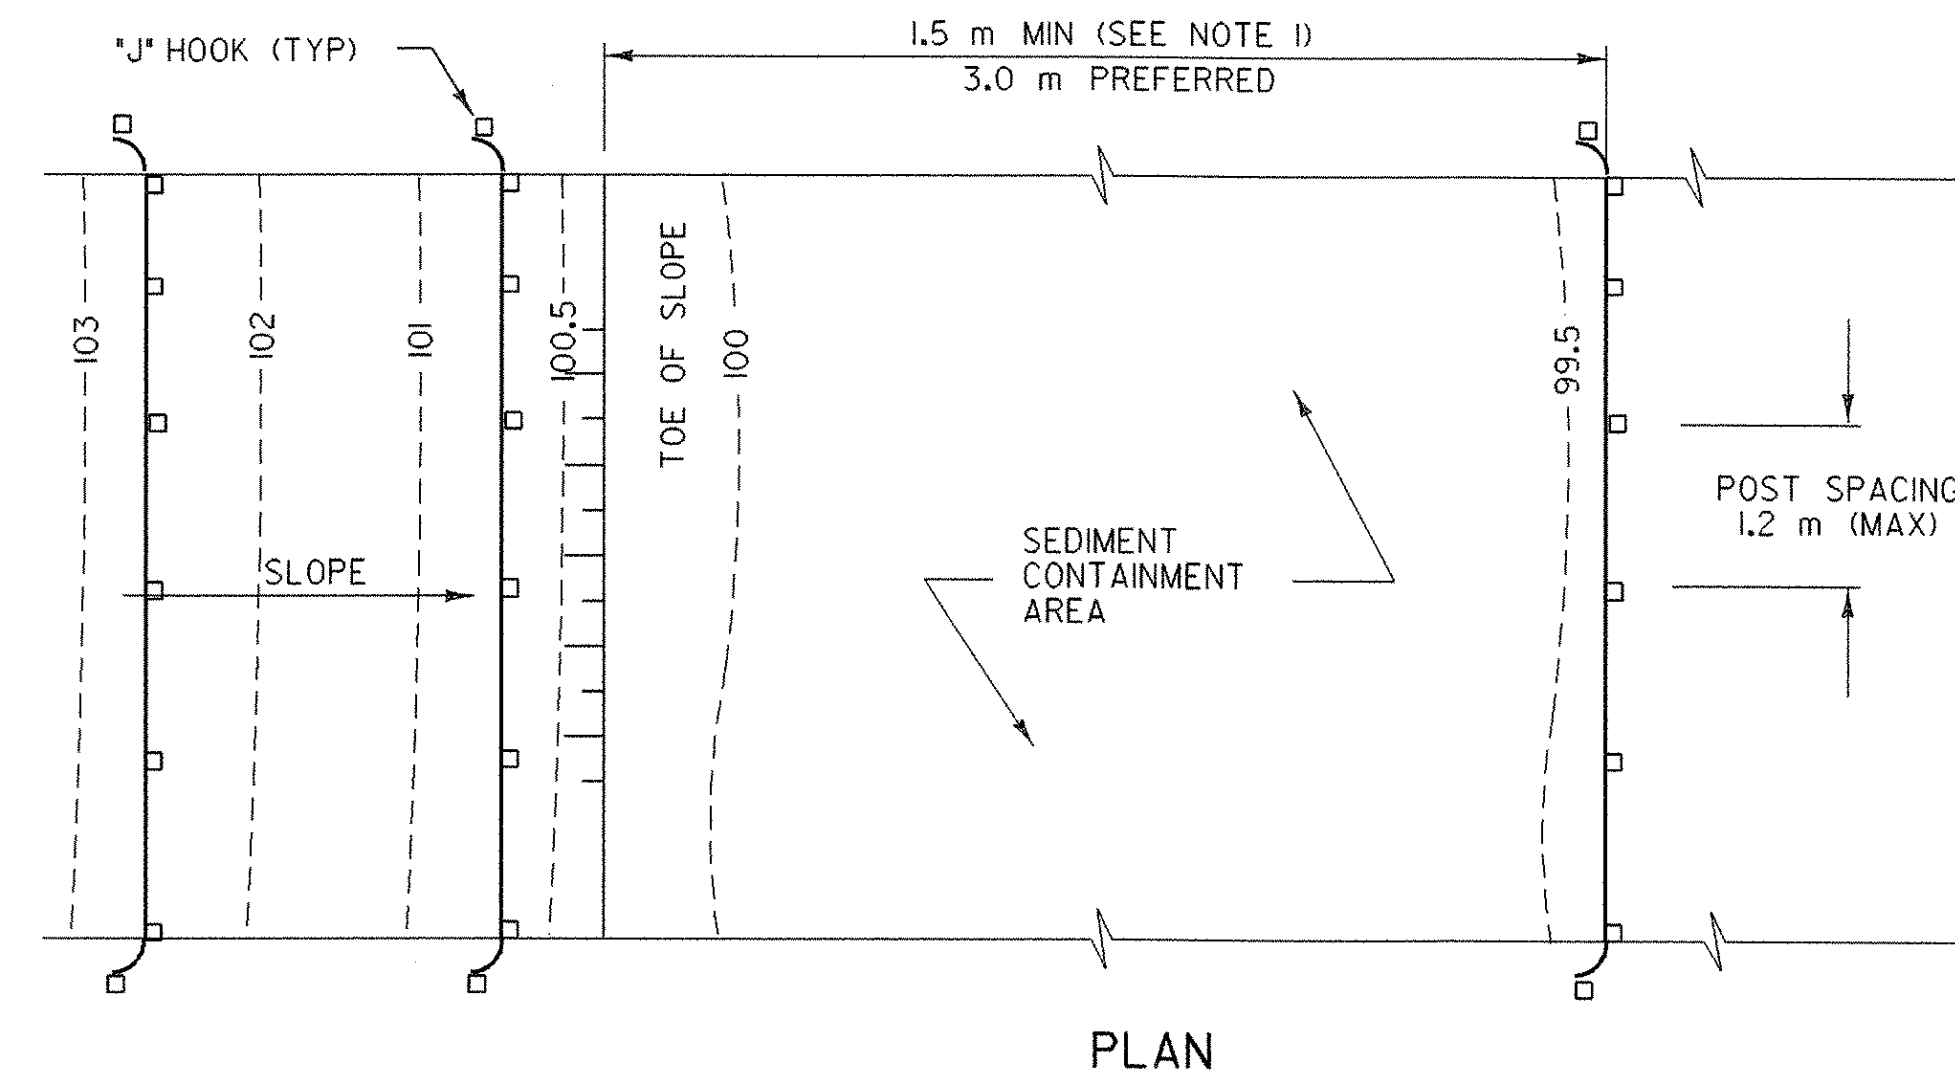 "J" HOOK (TYP)
1.5 m MIN (SEE NOTE 1)
3.0 m PREFERRED
103
102
101
100.5
TOE OF SLOPE
100
99.5
SLOPE
SEDIMENT
CONTAINMENT
AREA
POST SPACING
1.2 m (MAX)
PLAN